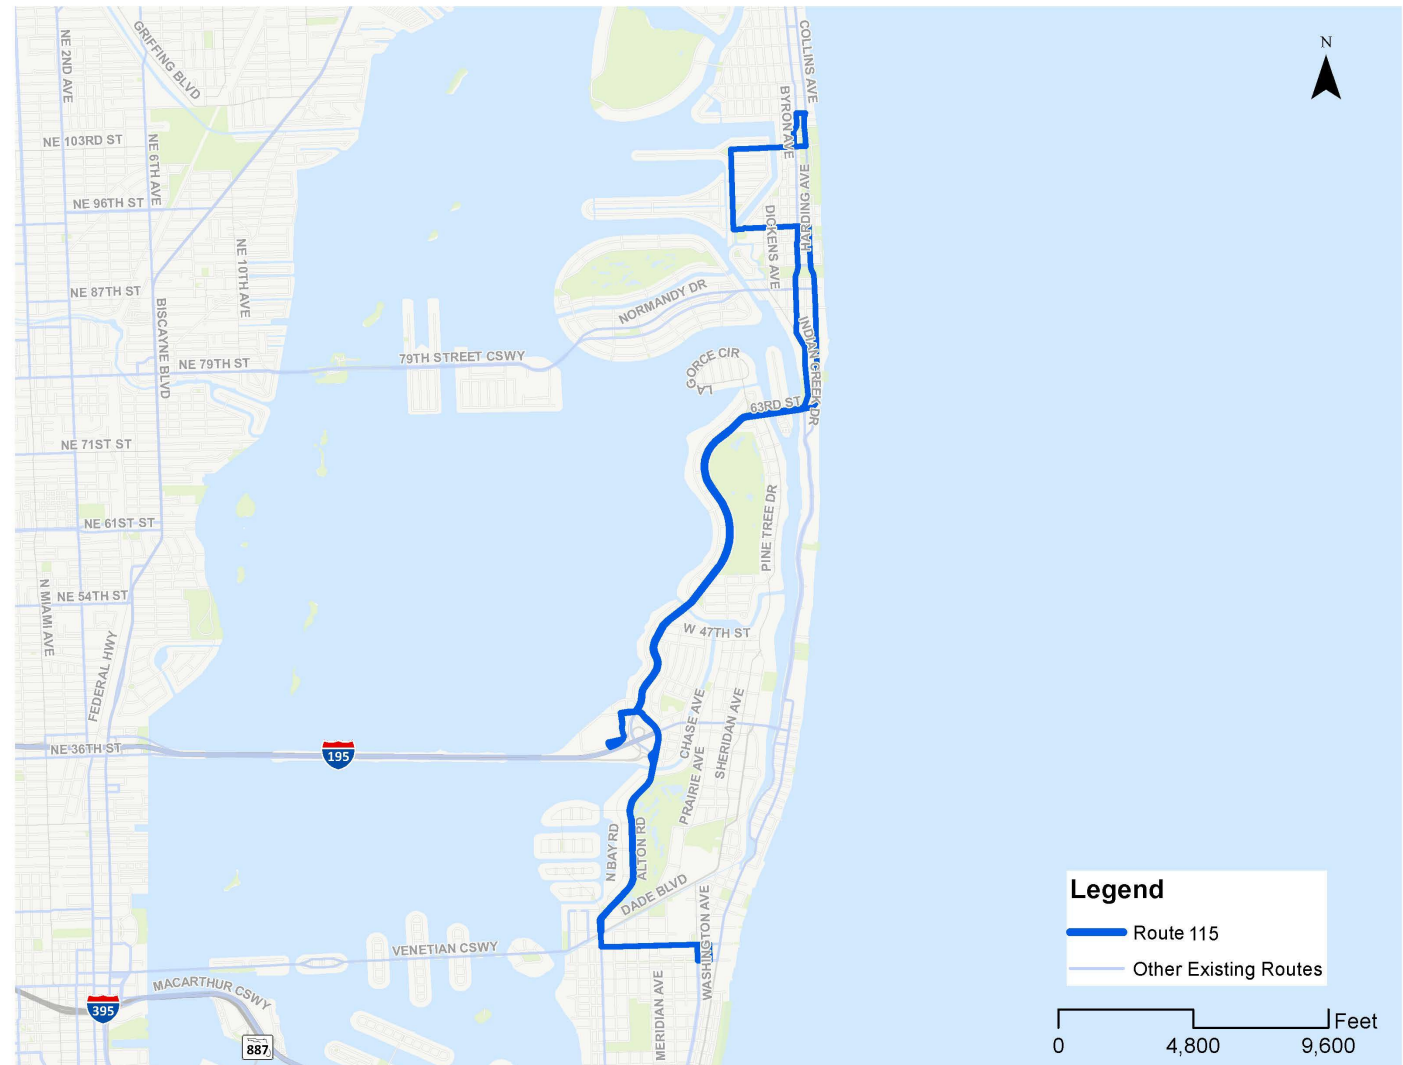 N
NE 2ND AVE
GRIFFING BLVD
COLLINS AVE
BYRON AVE
NE 103RD ST
NE 6TH AVE
HARDING AVE
NE 96TH ST
DICKENS AVE
NE 10TH AVE
NE 87TH ST
NORMANDY DR
BISCAYNE BLVD
INDIAN CREEK DR
NE 79TH ST
79TH STREET CSWY
LA GORCE CIR
63RD ST
NE 71ST ST
PINE TREE DR
NE 61ST ST
N MIAMI AVE
NE 54TH ST
W 47TH ST
FEDERAL HWY
CHASE AVE
SHERIDAN AVE
NE 36TH ST
195
PRAIRIE AVE
N BAY RD
ALTON RD
DADE BLVD
WASHINGTON AVE
VENETIAN CSWY
MERIDIAN AVE
MACARTHUR CSWY
395
887
Legend
Route 115
Other Existing Routes
Feet
0 4,800 9,600